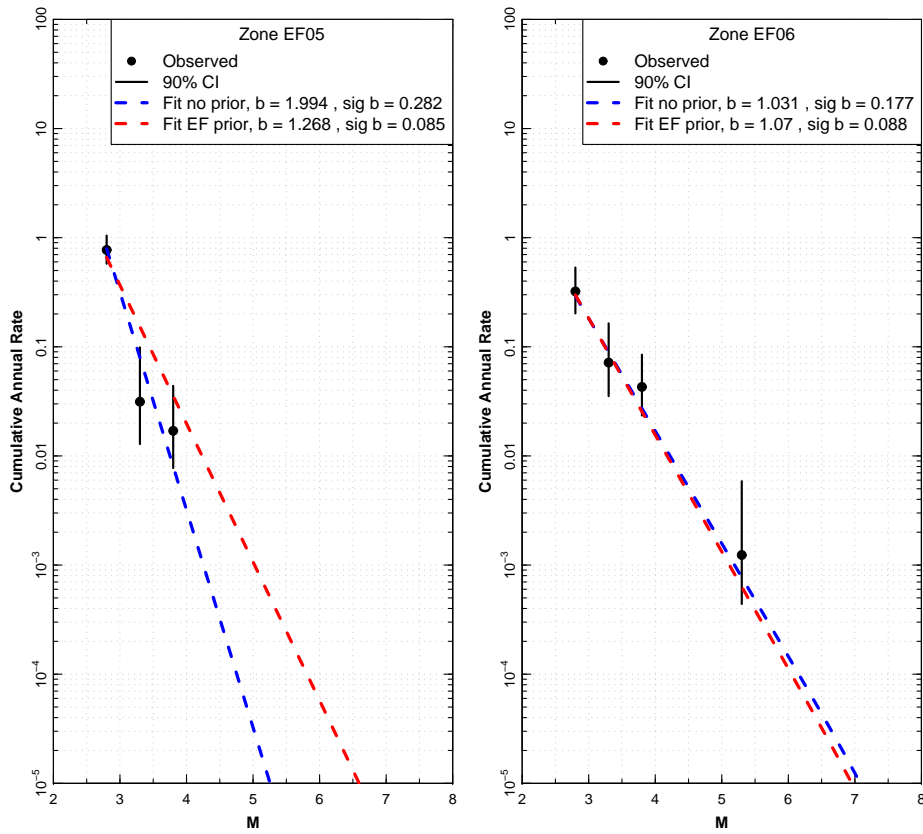 Zone EF05
Observed
90% CI
Fit no prior, b = 1.994 , sig b = 0.282
Fit EF prior, b = 1.268 , sig b = 0.085
100
10
1
0.1
0.01
10−3
10−4
10−5
Cumulative Annual Rate
2 3 4 5 6 7 8
M
Zone EF06
Observed
90% CI
Fit no prior, b = 1.031 , sig b = 0.177
Fit EF prior, b = 1.07 , sig b = 0.088
100
10
1
0.1
0.01
10−3
10−4
10−5
Cumulative Annual Rate
2 3 4 5 6 7 8
M